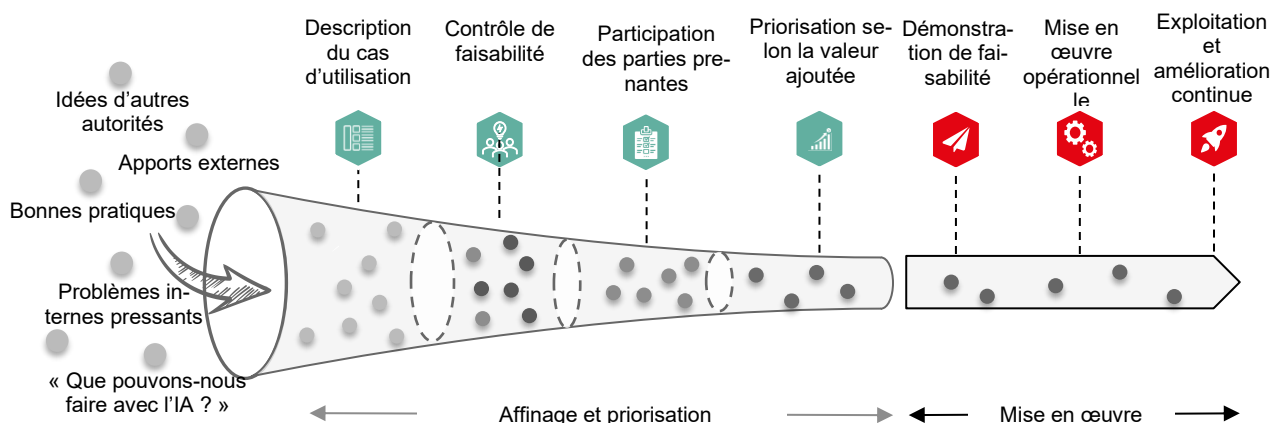 Description
du cas
d’utilisation
Contrôle de
faisabilité
Participation
des parties pre-
nantes
Priorisation se-
lon la valeur
ajoutée
Démonstra-
tion de fai-
sabilité
Mise en
œuvre
opérationnel
le
Exploitation
et
amélioration
continue
Idées d’autres
autorités
Apports externes
Bonnes pratiques
Problèmes in-
ternes pressants
« Que pouvons-nous
faire avec l’IA ? »
Affinage et priorisation
Mise en œuvre